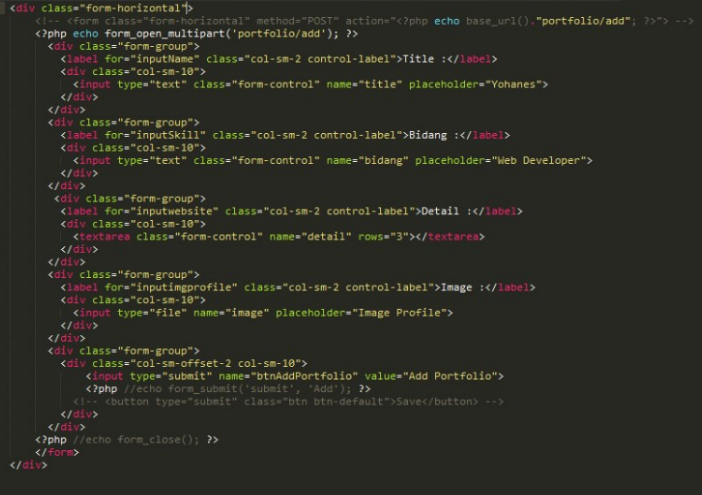 <div class="form-horizontal">
<!-- <form class="form-horizontal" method="POST" action="<?php echo base_url()."portfolio/add"; ?>"> -->
<?php echo form_open_multipart('portfolio/add'); ?>
<div class="form-group">
<label for="inputName" class="col-sm-2 control-label">Title :</label>
<div class="col-sm-10">
<input type="text" class="form-control" name="title" placeholder="Yohanes">
</div>
</div>
<div class="form-group">
<label for="inputSkill" class="col-sm-2 control-label">Bidang :</label>
<div class="col-sm-10">
<input type="text" class="form-control" name="bidang" placeholder="Web Developer">
</div>
</div>
<div class="form-group">
<label for="inputwebsite" class="col-sm-2 control-label">Detail :</label>
<div class="col-sm-10">
<textarea class="form-control" name="detail" rows="3"></textarea>
</div>
</div>
<div class="form-group">
<label for="inputimgprofile" class="col-sm-2 control-label">Image :</label>
<div class="col-sm-10">
<input type="file" name="image" placeholder="Image Profile">
</div>
</div>
<div class="form-group">
<div class="col-sm-offset-2 col-sm-10">
<input type="submit" name="btnAddPortfolio" value="Add Portfolio">
<?php //echo form_submit('submit', 'Add'); ?>
<!-- <button type="submit" class="btn btn-default">Save</button> -->
</div>
</div>
<?php //echo form_close(); ?>
</form>
</div>